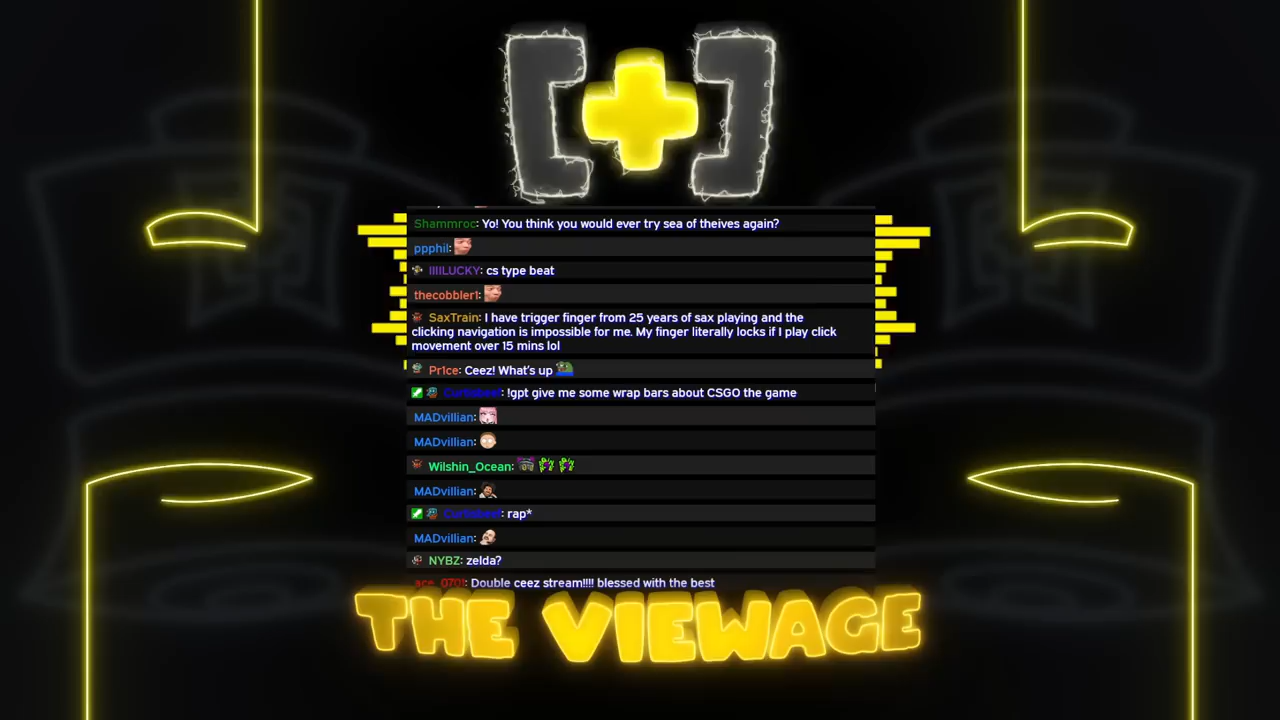 Shammroc: Yo! You think you would ever try sea of theives again?
ppphil:
IIIILUCKY: cs type beat
thecobbler1:
SaxTrain: I have trigger finger from 25 years of sax playing and the
clicking navigation is impossible for me. My finger literally locks if I play click
movement over 15 mins lol
Pr1ce: Ceez! What's up
!gpt give me some wrap bars about CSGO the game
MADvillian:
MADvillian:
Wilshin_Ocean:
MADvillian:
rap*
MADvillian:
NYBZ: zelda?
ace_0701: Double ceez stream!!!! blessed with the best
THE VIEWAGE